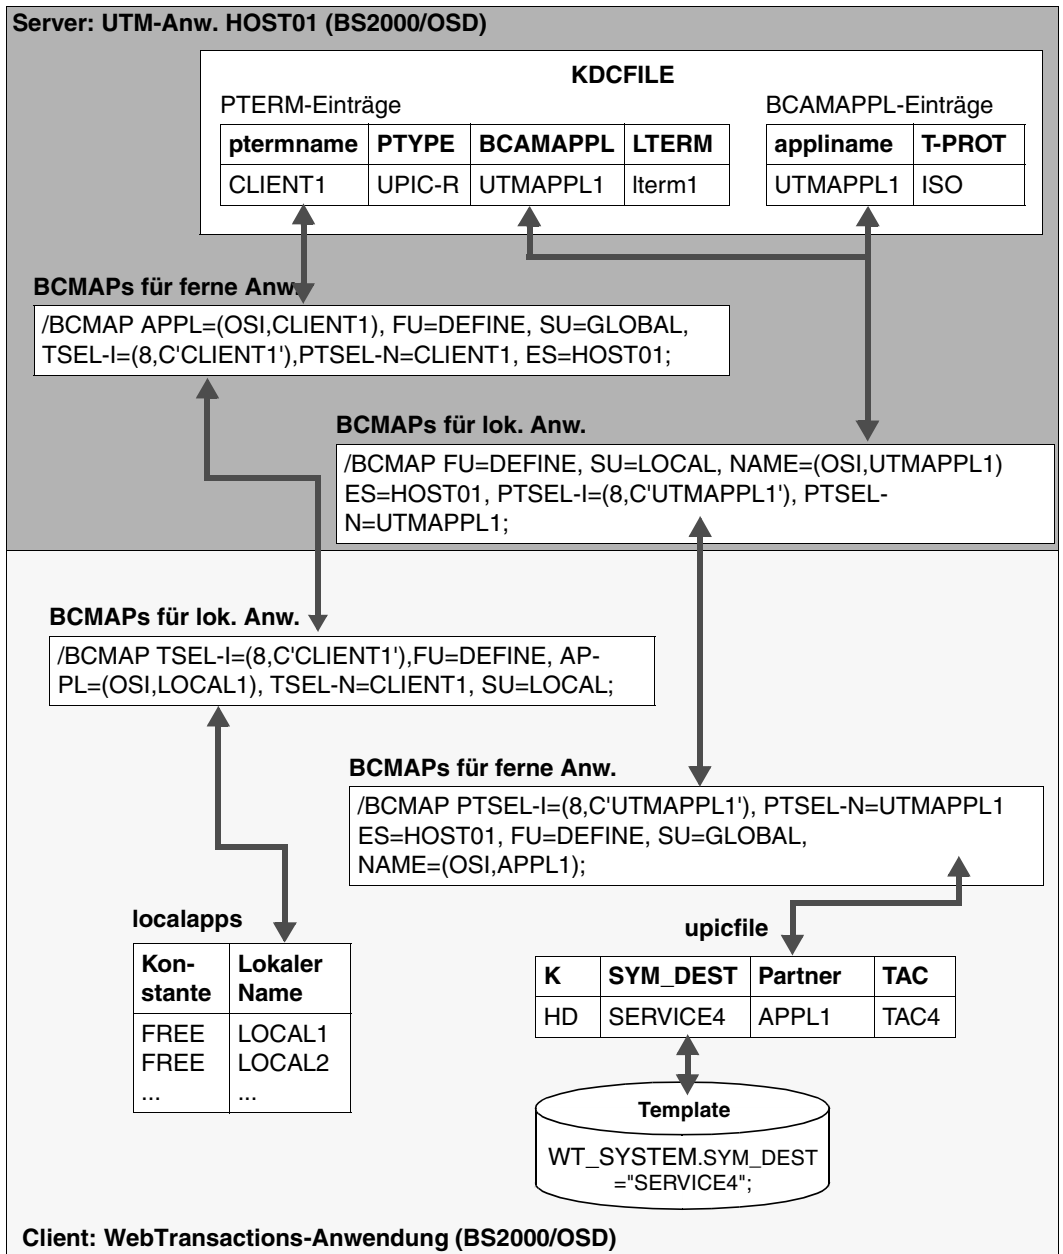 Server: UTM-Anw. HOST01 (BS2000/OSD)
KDCFILE
PTERM-Einträge
BCAMAPPL-Einträge
ptermname PTYPE BCAMAPPL LTERM
CLIENT1 UPIC-R UTMAPPL1 lterm1
appliname T-PROT
UTMAPPL1 ISO
BCMAPs für ferne Anw.
/BCMAP APPL=(OSI,CLIENT1), FU=DEFINE, SU=GLOBAL,
TSEL-I=(8,C'CLIENT1'),PTSEL-N=CLIENT1, ES=HOST01;
BCMAPs für lok. Anw.
/BCMAP FU=DEFINE, SU=LOCAL, NAME=(OSI,UTMAPPL1)
ES=HOST01, PTSEL-I=(8,C'UTMAPPL1'), PTSEL-
N=UTMAPPL1;
BCMAPs für lok. Anw.
/BCMAP TSEL-I=(8,C'CLIENT1'),FU=DEFINE, AP-
PL=(OSI,LOCAL1), TSEL-N=CLIENT1, SU=LOCAL;
BCMAPs für ferne Anw.
/BCMAP PTSEL-I=(8,C'UTMAPPL1'), PTSEL-N=UTMAPPL1
ES=HOST01, FU=DEFINE, SU=GLOBAL,
NAME=(OSI,APPL1);
localapps
Kon- Lokaler
stante Name
FREE LOCAL1
FREE LOCAL2
... ...
upicfile
K SYM_DEST Partner TAC
HD SERVICE4 APPL1 TAC4
Template
WT_SYSTEM.SYM_DEST
="SERVICE4";
Client: WebTransactions-Anwendung (BS2000/OSD)